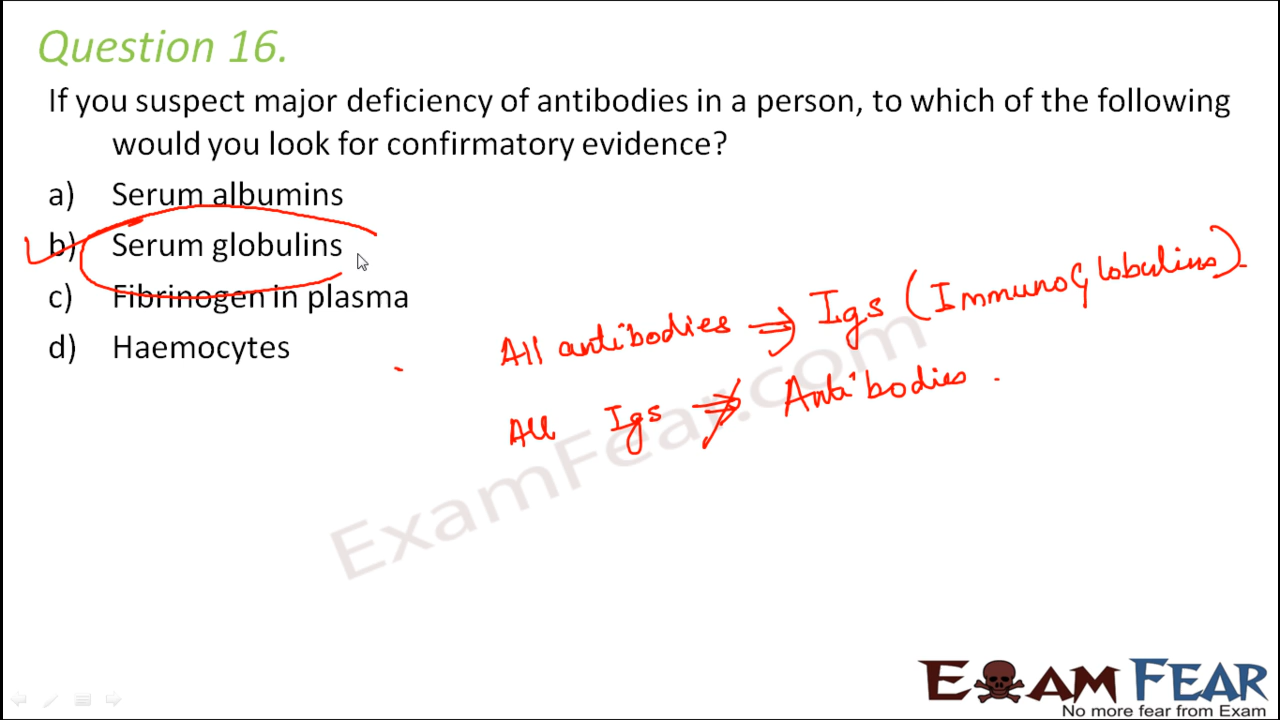 Question 16.
If you suspect major deficiency of antibodies in a person, to which of the following
would you look for confirmatory evidence?
a) Serum albumins
b) Serum globulins
c) Fibrinogen in plasma
d) Haemocytes
All antibodies ⇒ Igs (ImmunoGlobulins).
All Igs ⇏ Antibodies.
ExamFear.com
EXAM FEAR
No more fear from Exam